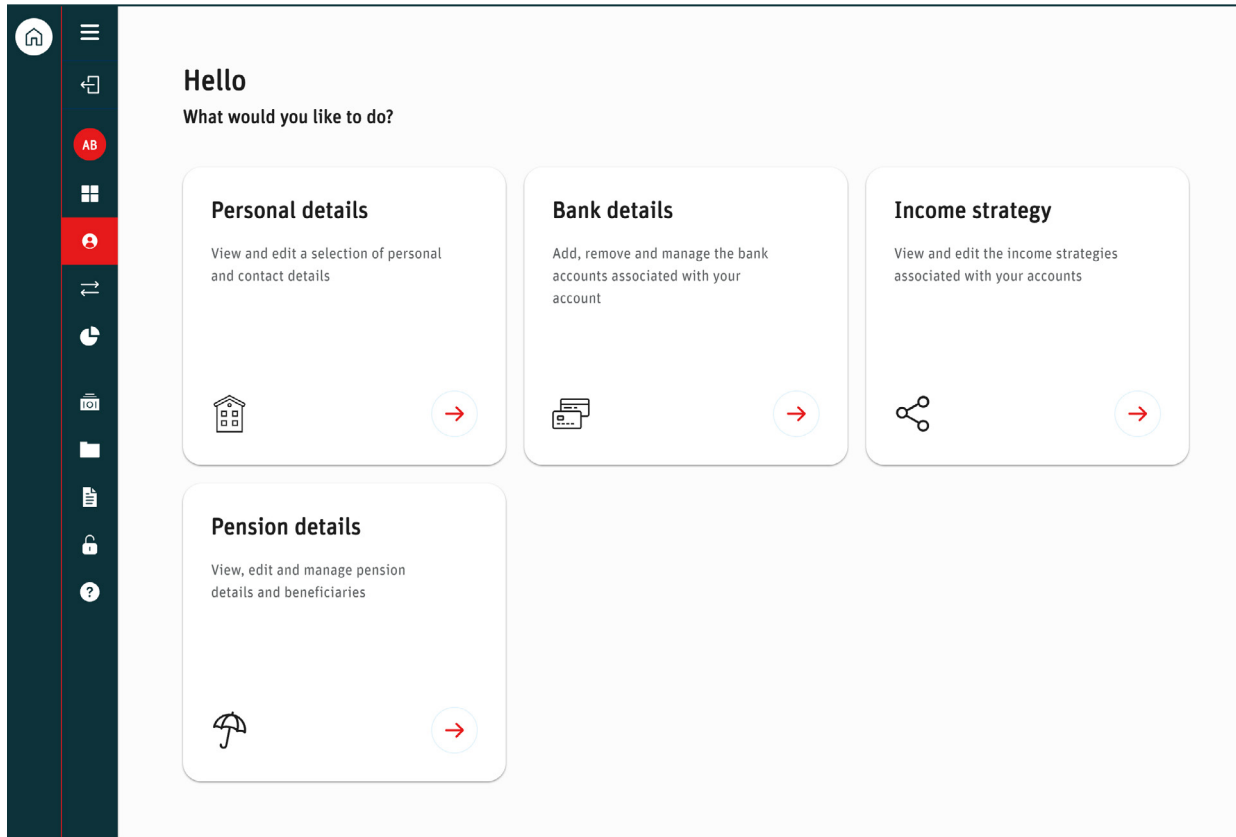 Hello
What would you like to do?
AB
Personal details
View and edit a selection of personal
and contact details
Bank details
Add, remove and manage the bank
accounts associated with your
account
Income strategy
View and edit the income strategies
associated with your accounts
Pension details
View, edit and manage pension
details and beneficiaries
?